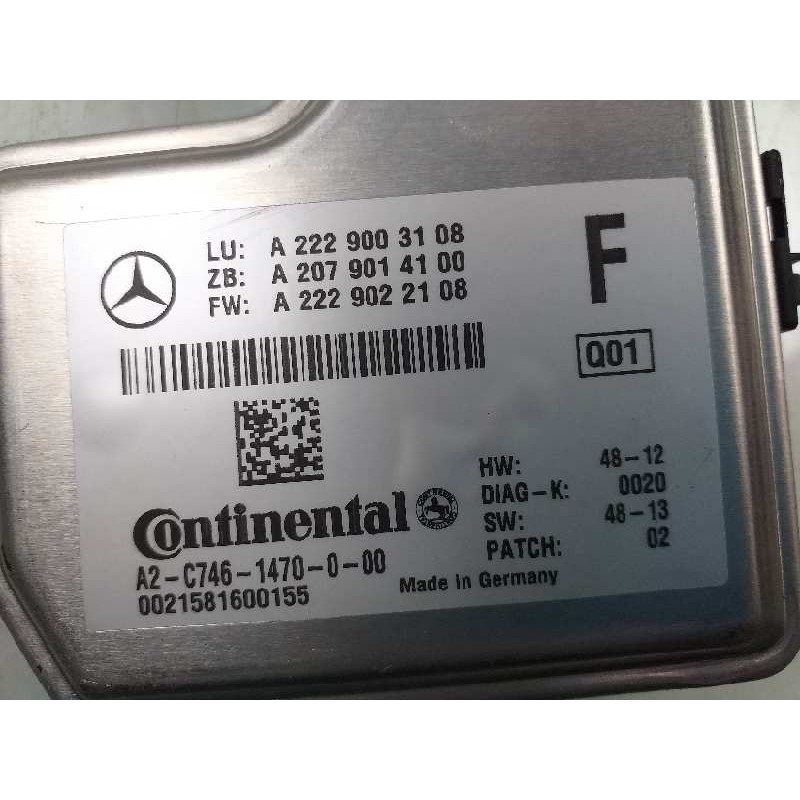 LU: A 222 900 31 08
ZB: A 207 901 41 00
FW: A 222 902 21 08
F
Q01
HW: 48-12
DIAG-K: 0020
SW: 48-13
PATCH: 02
Continental
A2-C746-1470-0-00
0021581600155
Made in Germany